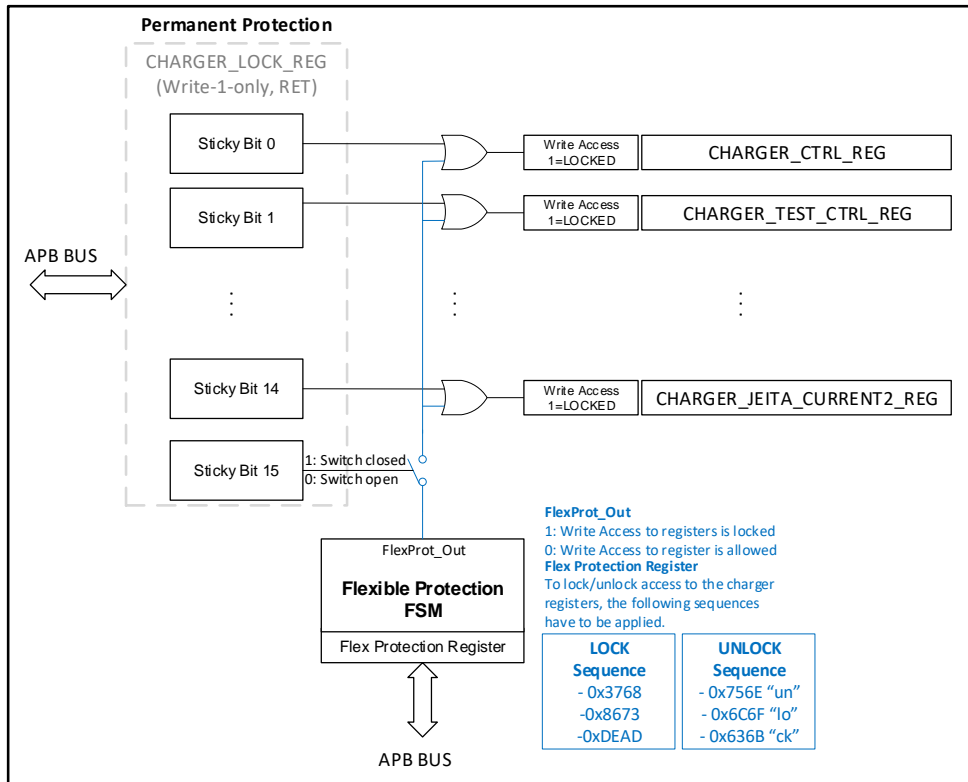 Permanent Protection
CHARGER_LOCK_REG
(Write-1-only, RET)
Sticky Bit 0
Write Access
1=LOCKED
CHARGER_CTRL_REG
Sticky Bit 1
Write Access
1=LOCKED
CHARGER_TEST_CTRL_REG
APB BUS
Sticky Bit 14
Write Access
1=LOCKED
CHARGER_JEITA_CURRENT2_REG
Sticky Bit 15
1: Switch closed
0: Switch open
FlexProt_Out
Flexible Protection
FSM
Flex Protection Register
APB BUS
FlexProt_Out
1: Write Access to registers is locked
0: Write Access to register is allowed
Flex Protection Register
To lock/unlock access to the charger
registers, the following sequences
have to be applied.
LOCK
Sequence
- 0x3768
-0x8673
-0xDEAD
UNLOCK
Sequence
- 0x756E “un”
- 0x6C6F “lo”
- 0x636B “ck”